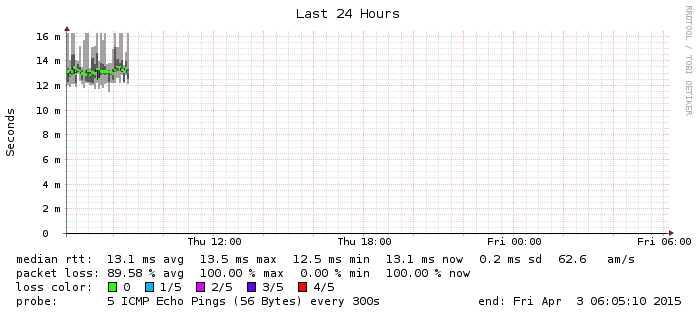 Last 24 Hours
RRDTOOL / TOBI OETIKER
Seconds
16 m
14 m
12 m
10 m
8 m
6 m
4 m
2 m
0
Thu 12:00 Thu 18:00 Fri 00:00 Fri 06:00
median rtt: 13.1 ms avg 13.5 ms max 12.5 ms min 13.1 ms now 0.2 ms sd 62.6 am/s
packet loss: 89.58 % avg 100.00 % max 0.00 % min 100.00 % now
loss color: 0 1/5 2/5 3/5 4/5
probe: 5 ICMP Echo Pings (56 Bytes) every 300s end: Fri Apr 3 06:05:10 2015